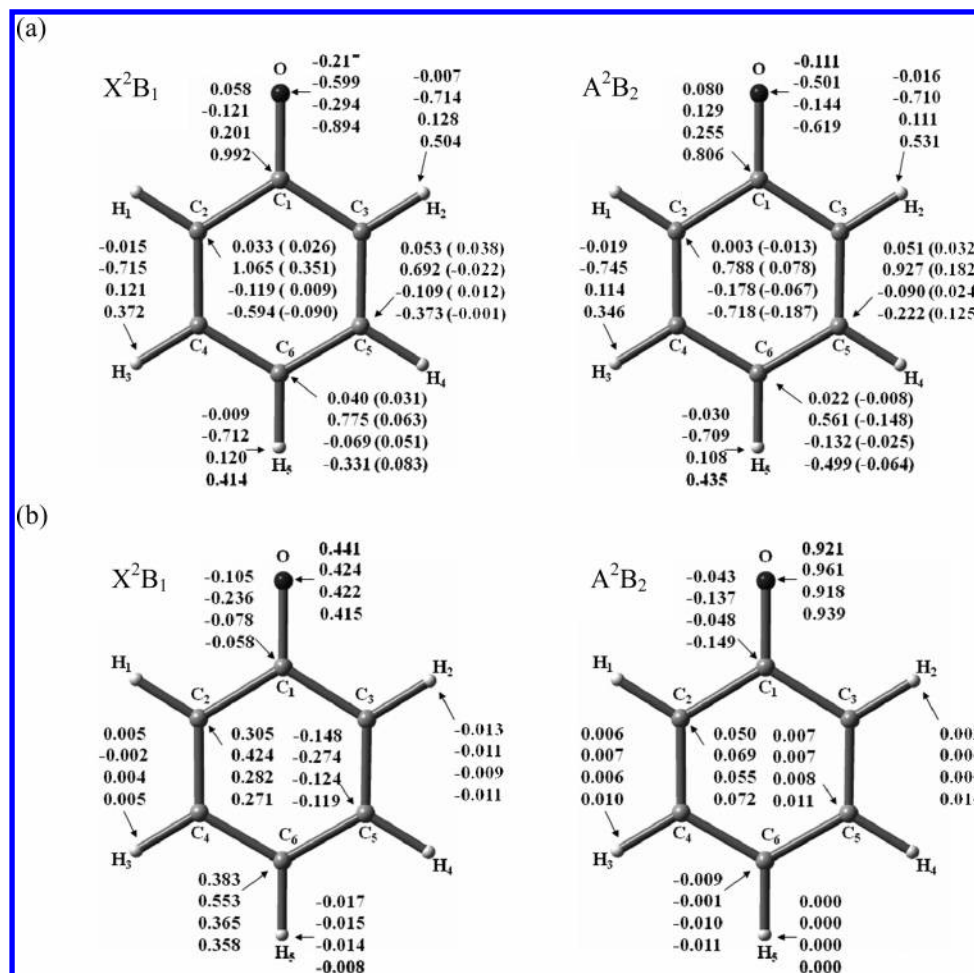 (a)
X²B₁
O
-0.599
-0.294
-0.894
0.058
-0.121
0.201
0.992
-0.007
-0.714
0.128
0.504
C₁
H₁
C₂
C₃
H₂
-0.015
-0.715
0.121
0.372
0.033 ( 0.026)
1.065 (0.351)
-0.119 ( 0.009)
-0.594 (-0.090)
0.053 ( 0.038)
0.692 (-0.022)
-0.109 ( 0.012)
-0.373 (-0.001)
H₃
C₄
C₆
C₅
H₄
-0.009
-0.712
0.120
0.414
H₅
0.040 (0.031)
0.775 (0.063)
-0.069 (0.051)
-0.331 (0.083)
A²B₂
O
-0.111
-0.501
-0.144
-0.619
0.080
0.129
0.255
0.806
-0.016
-0.710
0.111
0.531
C₁
H₁
C₂
C₃
H₂
-0.019
-0.745
0.114
0.346
0.003 (-0.013)
0.788 (0.078)
-0.178 (-0.067)
-0.718 (-0.187)
0.051 (0.032
0.927 (0.182
-0.090 (0.024
-0.222 (0.125
H₃
C₄
C₆
C₅
H₄
-0.030
-0.709
0.108
0.435
H₅
0.022 (-0.008)
0.561 (-0.148)
-0.132 (-0.025)
-0.499 (-0.064)
(b)
X²B₁
O
0.441
0.424
0.422
0.415
-0.105
-0.236
-0.078
-0.058
C₁
H₁
C₂
C₃
H₂
0.005
-0.002
0.004
0.005
0.305
0.424
0.282
0.271
-0.148
-0.274
-0.124
-0.119
-0.013
-0.011
-0.009
-0.011
H₃
C₄
C₆
C₅
H₄
0.383
0.553
0.365
0.358
-0.017
-0.015
-0.014
-0.008
H₅
A²B₂
O
0.921
0.961
0.918
0.939
-0.043
-0.137
-0.048
-0.149
C₁
H₁
C₂
C₃
H₂
0.006
0.007
0.006
0.010
0.050
0.069
0.055
0.072
0.007
0.007
0.008
0.011
H₃
C₄
C₆
C₅
H₄
-0.009
-0.001
-0.010
-0.011
0.000
0.000
0.000
0.000
H₅